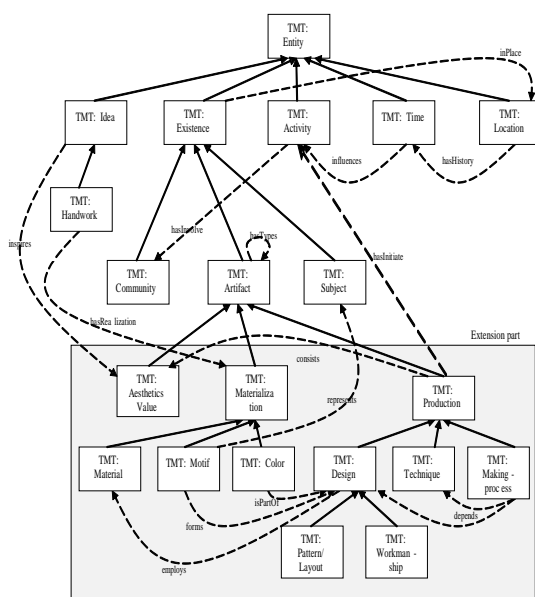 TMT:
Entity
inPlace
TMT: Idea
TMT:
Existence
TMT:
Activity
TMT: Time
TMT:
Location
influences
hasHistory
TMT:
Handwork
hasInvolve
hasTypes
inspires
hasInitiate
TMT:
Community
TMT:
Artifact
TMT:
Subject
hasRea lization
Extension part
consists
TMT:
Aesthetics
Value
TMT:
Materializa
tion
represents
TMT:
Production
TMT:
Material
TMT: Motif
TMT: Color
TMT:
Design
TMT:
Technique
TMT:
Making -
proc ess
isPartOf
forms
depends
employs
TMT:
Pattern/
Layout
TMT:
Workman -
ship